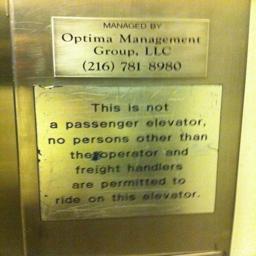 MANAGED BY
Optima Management
Group, LLC
(216) 781-8980
This is not
a passenger elevator,
no persons other than
the operator and
freight handlers
are permitted to
ride on this elevator.